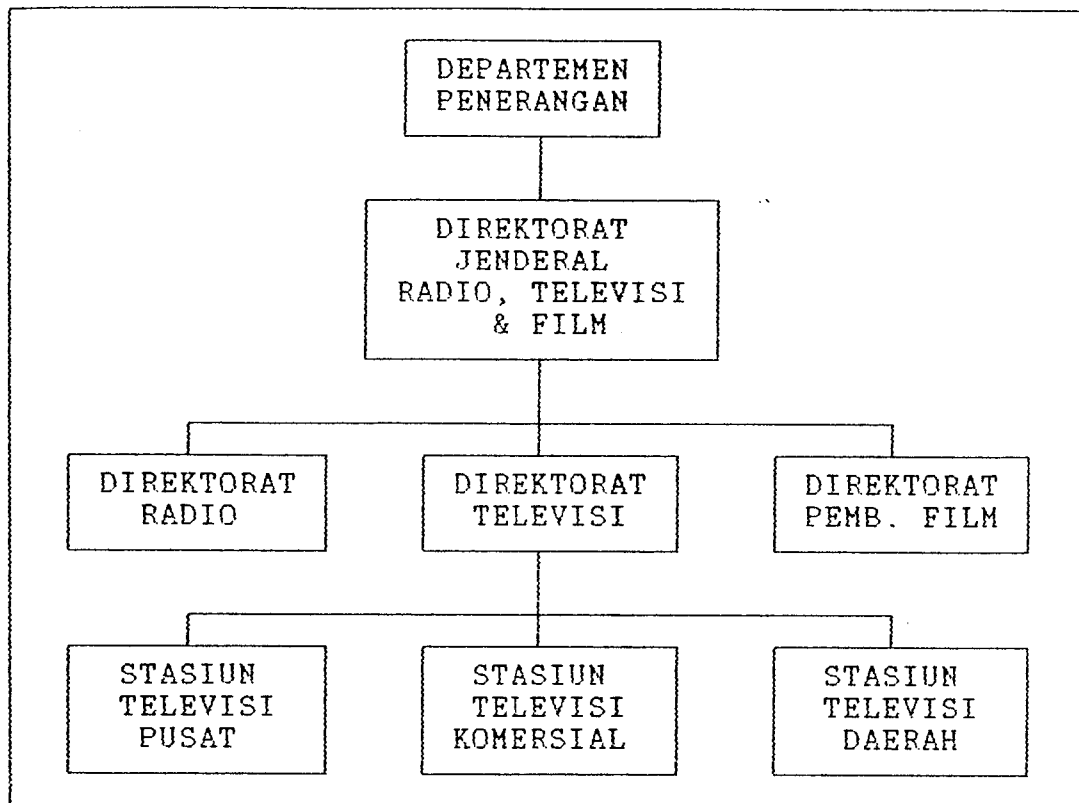 DEPARTEMEN
PENERANGAN
DIREKTORAT
JENDERAL
RADIO, TELEVISI
& FILM
DIREKTORAT
RADIO
DIREKTORAT
TELEVISI
DIREKTORAT
PEMB. FILM
STASIUN
TELEVISI
PUSAT
STASIUN
TELEVISI
KOMERSIAL
STASIUN
TELEVISI
DAERAH